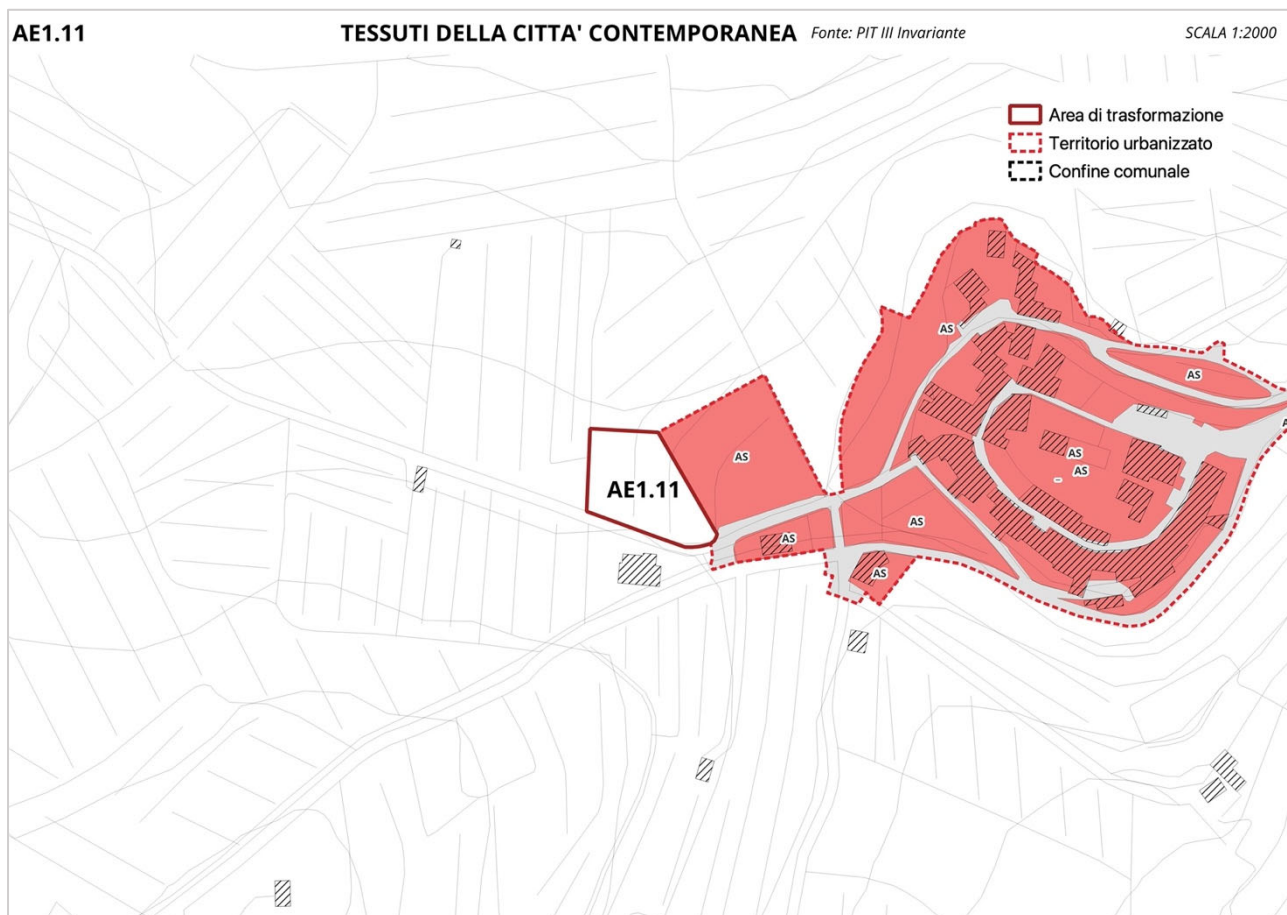 AE1.11
TESSUTI DELLA CITTA' CONTEMPORANEA
Fonte: PIT III Invariante
SCALA 1:2000
Area di trasformazione
Territorio urbanizzato
Confine comunale
AS
AS
AS
AS
AS
AS
AE1.11
AS
AS
AS